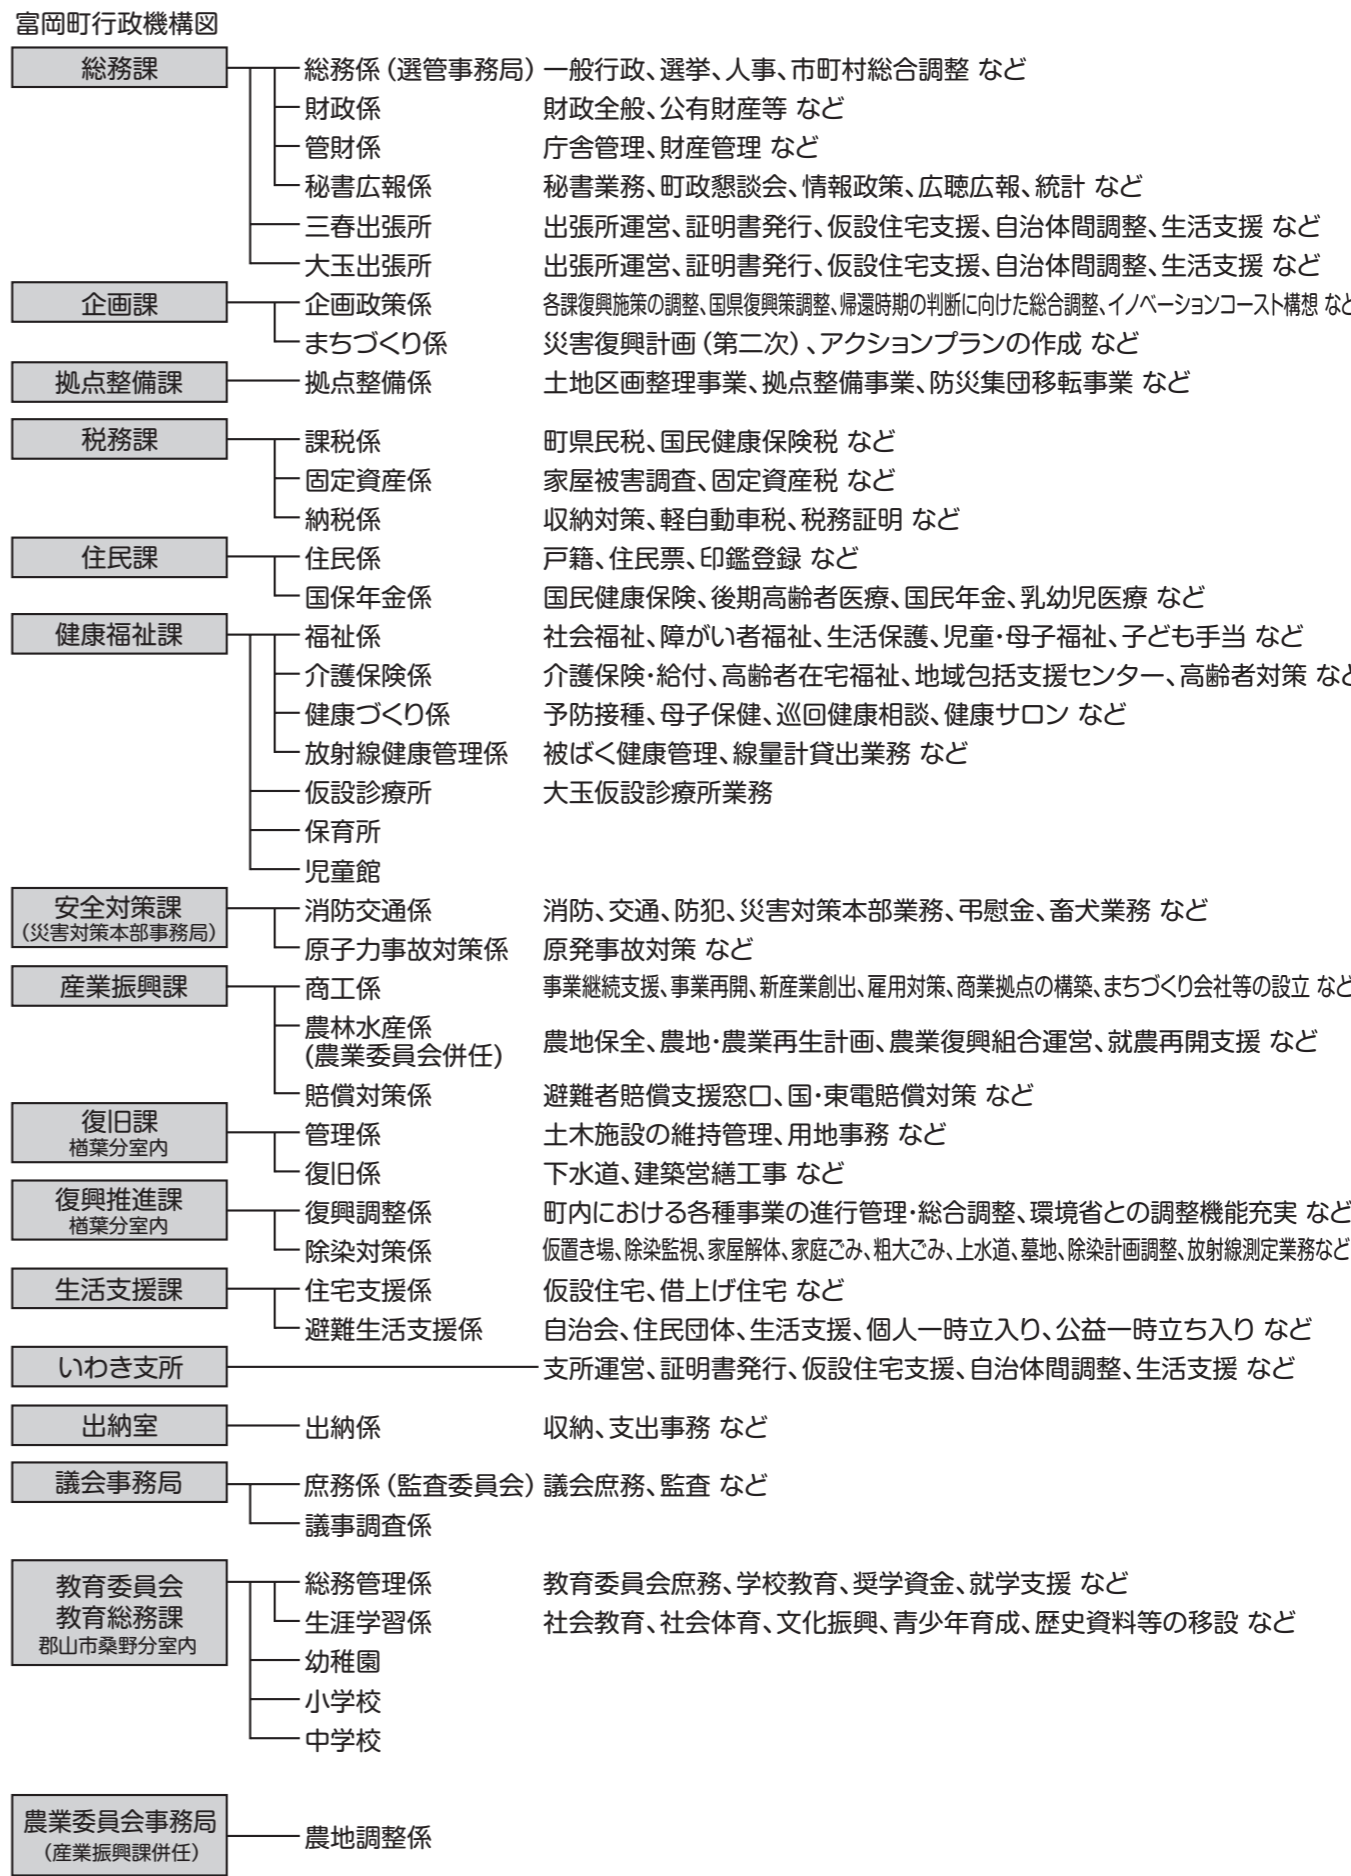 富岡町行政機構図
総務課
総務係（選管事務局） 一般行政、選挙、人事、市町村総合調整 など
財政係 財政全般、公有財産等 など
管財係 庁舎管理、財産管理 など
秘書広報係 秘書業務、町政懇談会、情報政策、広聴広報、統計 など
三春出張所 出張所運営、証明書発行、仮設住宅支援、自治体間調整、生活支援 など
大玉出張所 出張所運営、証明書発行、仮設住宅支援、自治体間調整、生活支援 など
企画課
企画政策係 各課復興施策の調整、国県復興策調整、帰還時期の判断に向けた総合調整、イノベーションコースト構想 など
まちづくり係 災害復興計画（第二次）、アクションプランの作成 など
拠点整備課
拠点整備係 土地区画整理事業、拠点整備事業、防災集団移転事業 など
税務課
課税係 町県民税、国民健康保険税 など
固定資産係 家屋被害調査、固定資産税 など
納税係 収納対策、軽自動車税、税務証明 など
住民課
住民係 戸籍、住民票、印鑑登録 など
国保年金係 国民健康保険、後期高齢者医療、国民年金、乳幼児医療 など
健康福祉課
福祉係 社会福祉、障がい者福祉、生活保護、児童・母子福祉、子ども手当 など
介護保険係 介護保険・給付、高齢者在宅福祉、地域包括支援センター、高齢者対策 など
健康づくり係 予防接種、母子保健、巡回健康相談、健康サロン など
放射線健康管理係 被ばく健康管理、線量計貸出業務 など
仮設診療所 大玉仮設診療所業務
保育所
児童館
安全対策課
（災害対策本部事務局）
消防交通係 消防、交通、防犯、災害対策本部業務、弔慰金、畜犬業務 など
原子力事故対策係 原発事故対策 など
産業振興課
商工係 事業継続支援、事業再開、新産業創出、雇用対策、商業拠点の構築、まちづくり会社等の設立 など
農林水産係
(農業委員会併任) 農地保全、農地・農業再生計画、農業復興組合運営、就農再開支援 など
賠償対策係 避難者賠償支援窓口、国・東電賠償対策 など
復旧課
楢葉分室内
管理係 土木施設の維持管理、用地事務 など
復旧係 下水道、建築営繕工事 など
復興推進課
楢葉分室内
復興調整係 町内における各種事業の進行管理・総合調整、環境省との調整機能充実 など
除染対策係 仮置き場、除染監視、家屋解体、家庭ごみ、粗大ごみ、上水道、墓地、除染計画調整、放射線測定業務など
生活支援課
住宅支援係 仮設住宅、借上げ住宅 など
避難生活支援係 自治会、住民団体、生活支援、個人一時立入り、公益一時立ち入り など
いわき支所
支所運営、証明書発行、仮設住宅支援、自治体間調整、生活支援 など
出納室
出納係 収納、支出事務 など
議会事務局
庶務係（監査委員会） 議会庶務、監査 など
議事調査係
教育委員会
教育総務課
郡山市桑野分室内
総務管理係 教育委員会庶務、学校教育、奨学資金、就学支援 など
生涯学習係 社会教育、社会体育、文化振興、青少年育成、歴史資料等の移設 など
幼稚園
小学校
中学校
農業委員会事務局
（産業振興課併任）
農地調整係